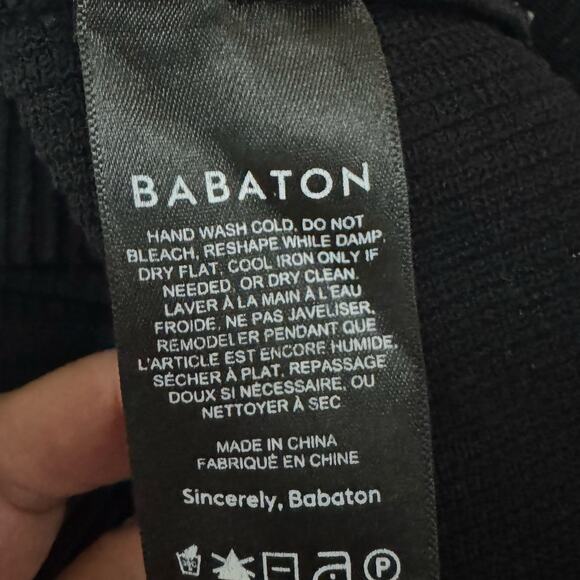 BABATON
HAND WASH COLD, DO NOT
BLEACH, RESHAPE WHILE DAMP,
DRY FLAT, COOL IRON ONLY IF
NEEDED, OR DRY CLEAN.
LAVER À LA MAIN À L'EAU
FROIDE, NE PAS JAVELISER,
REMODELER PENDANT QUE
L'ARTICLE EST ENCORE HUMIDE,
SÉCHER À PLAT, REPASSAGE
DOUX SI NÉCESSAIRE, OU
NETTOYER À SEC
MADE IN CHINA
FABRIQUÉ EN CHINE
Sincerely, Babaton
P